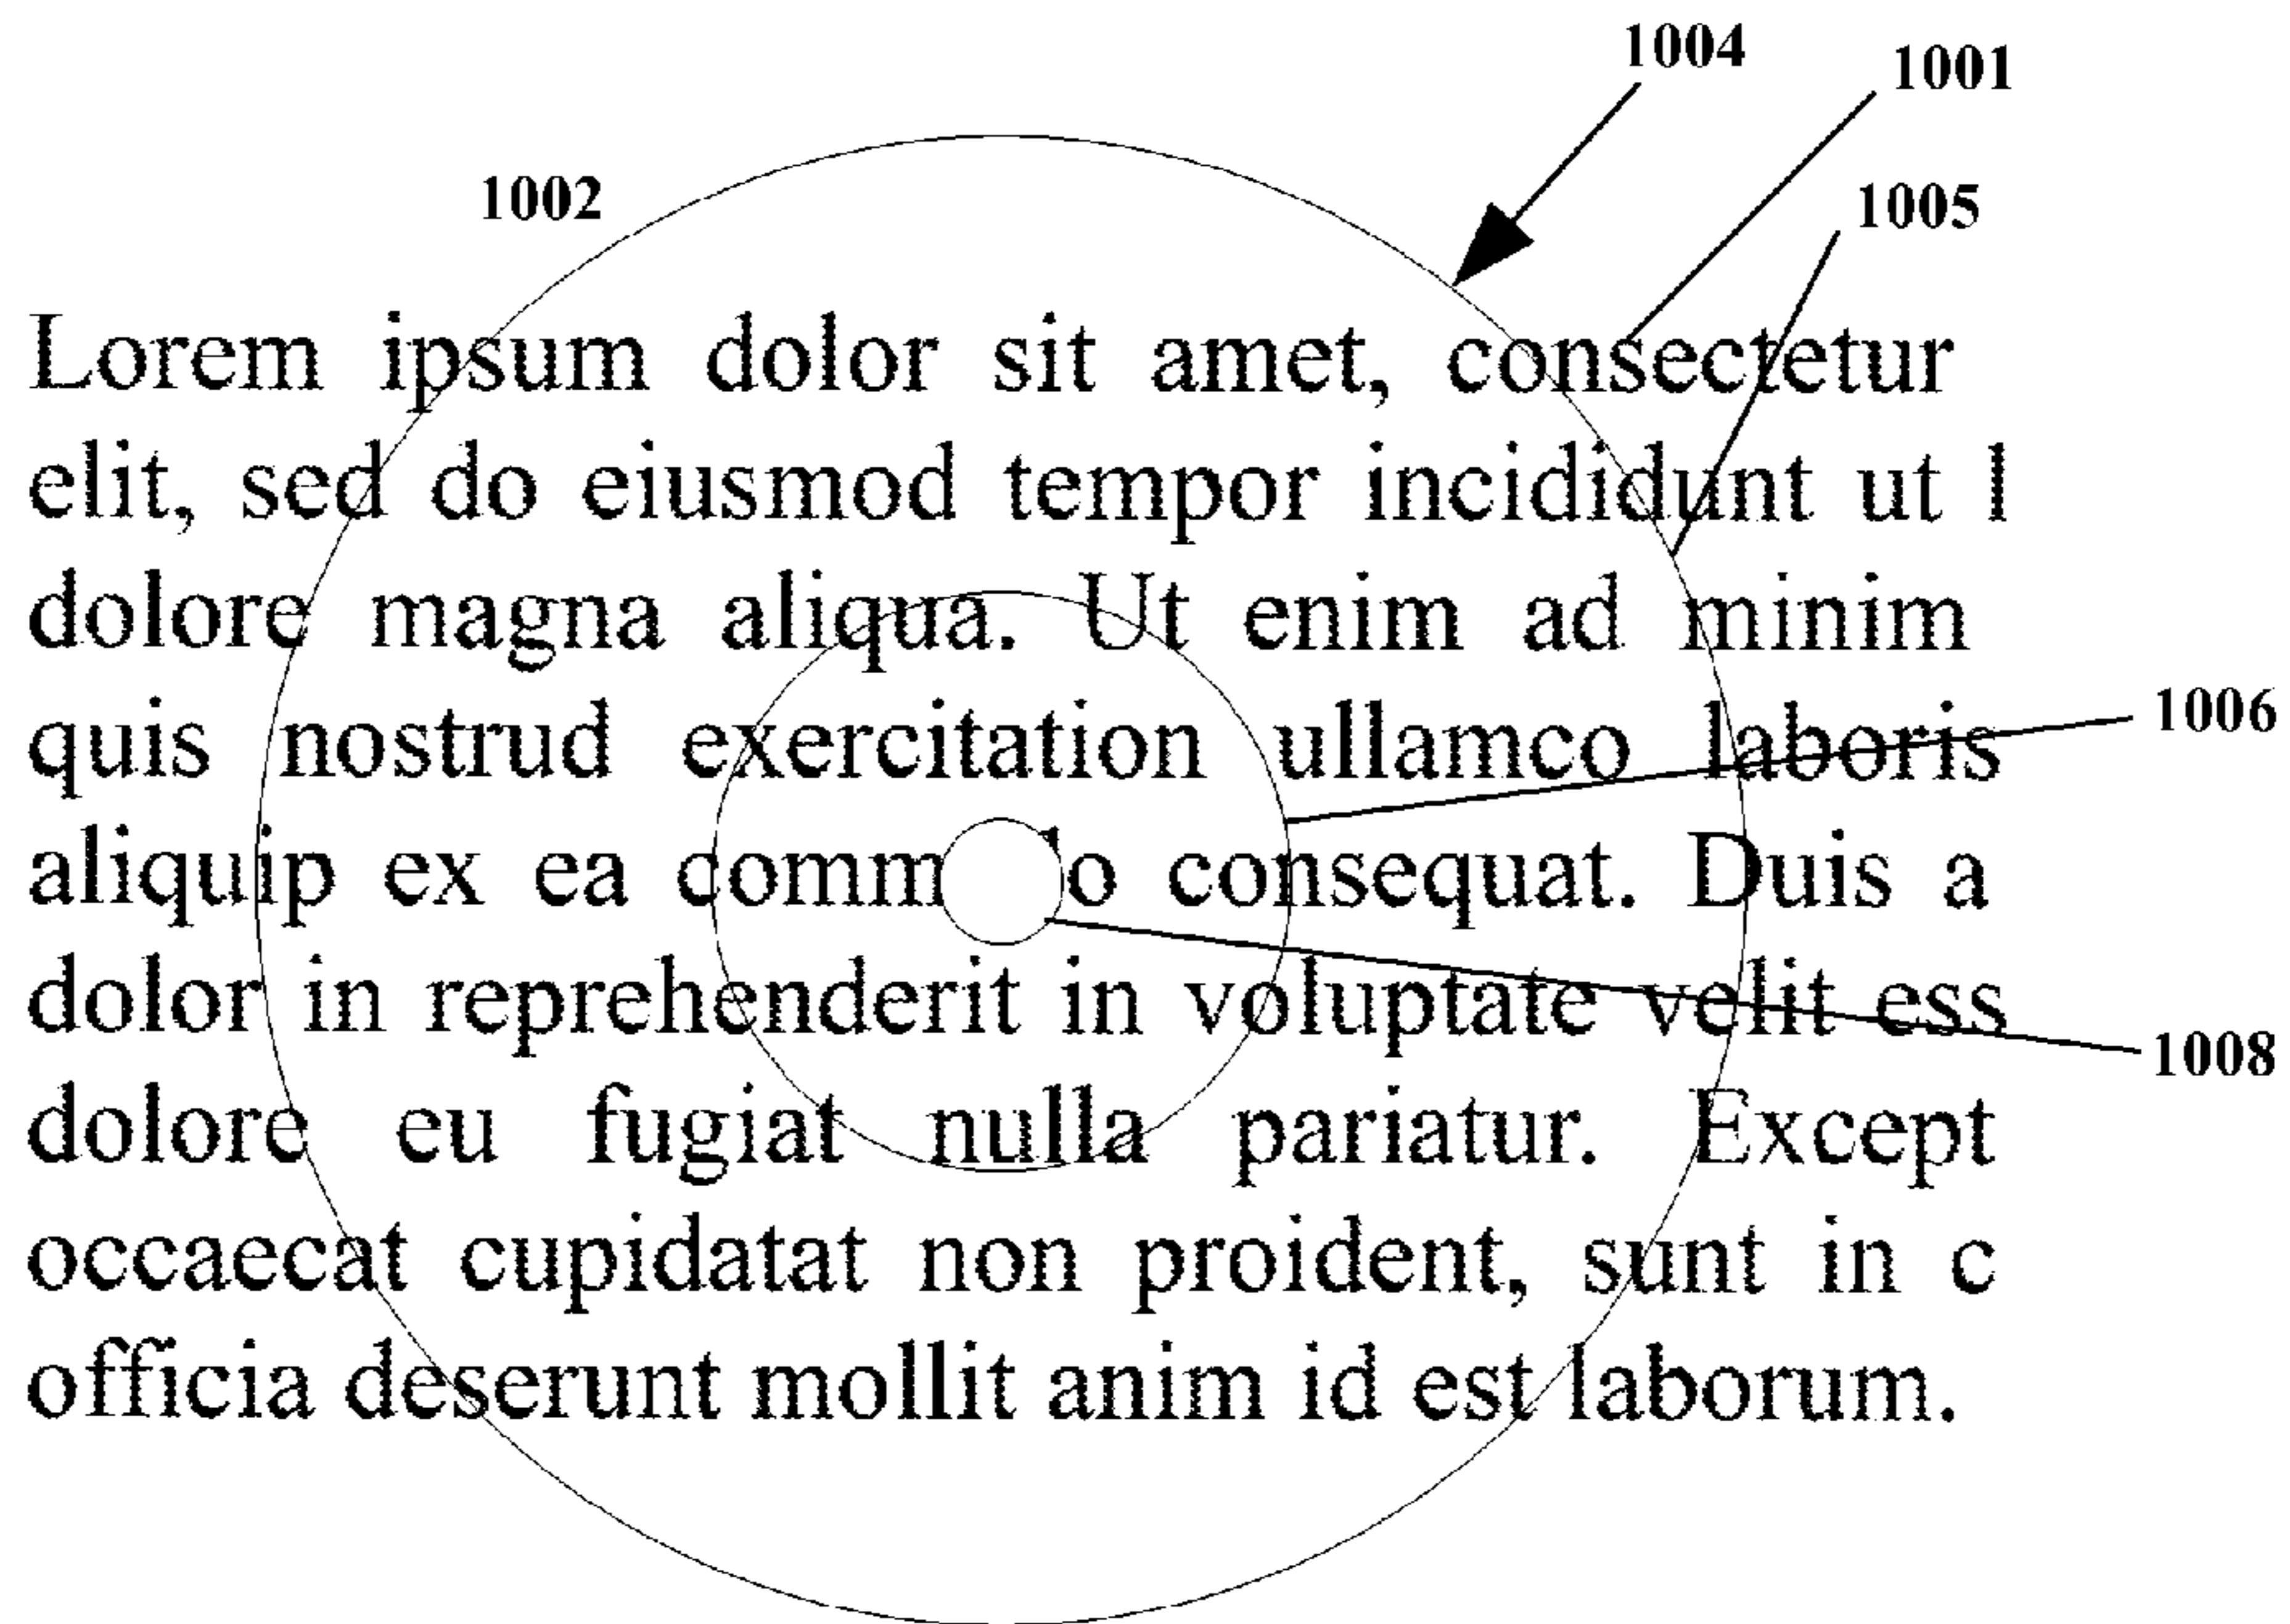 1004
1001
1002
1005
Lorem ipsum dolor sit amet, consectetur
elit, sed do eiusmod tempor incididunt ut l
dolore magna aliqua. Ut enim ad minim
quis nostrud exercitation ullamco laboris
1006
aliquip ex ea comm o consequat. Duis a
dolor in reprehenderit in voluptate velit ess
1008
dolore eu fugiat nulla pariatur. Except
occaecat cupidatat non proident, sunt in c
officia deserunt mollit anim id est laborum.